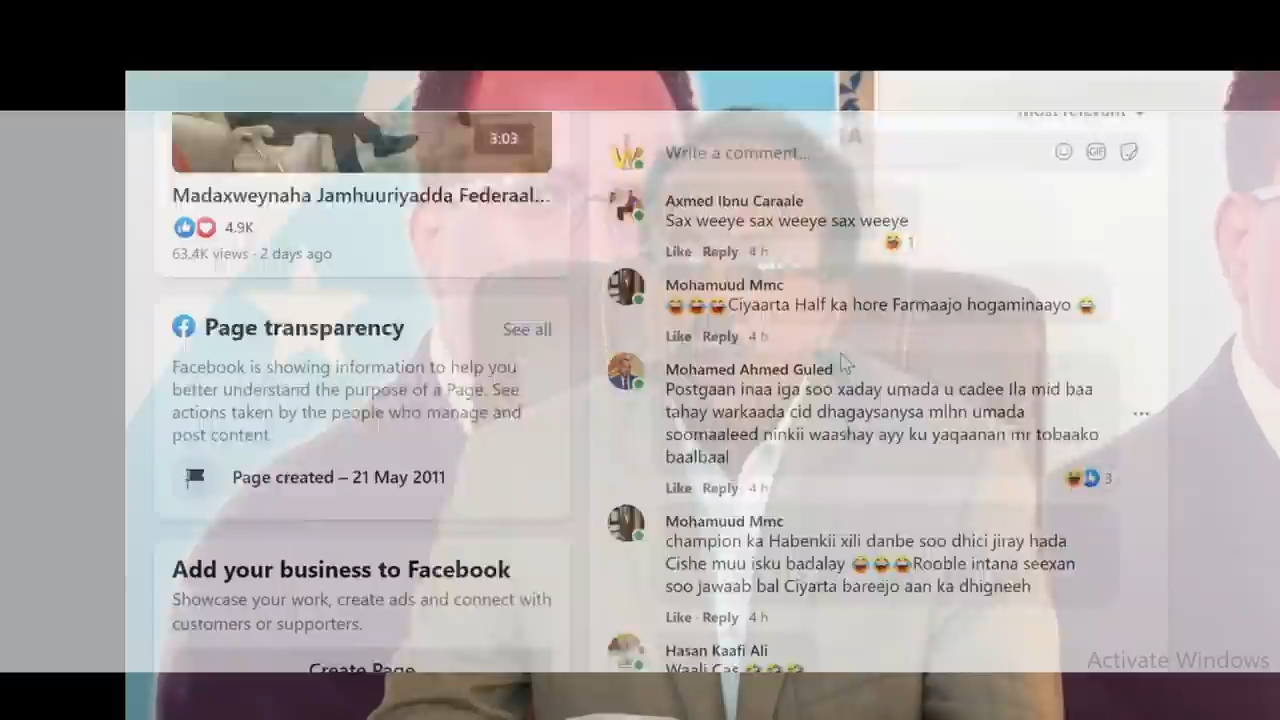 3:03
Madaxweynaha Jamhuuriyadda Federaal...
4.9K
63.4K views · 2 days ago
Page transparency
See all
Facebook is showing information to help you
better understand the purpose of a Page. See
actions taken by the people who manage and
post content.
Page created – 21 May 2011
Add your business to Facebook
Showcase your work, create ads and connect with
customers or supporters.
Create Page
Most relevant
Write a comment...
GIF
Axmed Ibnu Caraale
Sax weeye sax weeye sax weeye
1
Like Reply 4 h
Mohamuud Mmc
😂😂😂Ciyaarta Half ka hore Farmaajo hogaminaayo 😂
Like · Reply · 4 h
Mohamed Ahmed Guled
Postgaan inaa iga soo xaday umada u cadee Ila mid baa
tahay warkaada cid dhagaysanysa mlhn umada
soomaaleed ninkii waashay ayy ku yaqaanan mr tobaako
baalbaal
3
Like Reply 4 h
Mohamuud Mmc
champion ka Habenkii xili danbe soo dhici jiray hada
Cishe muu isku badalay 😂😂😂Rooble intana seexan
soo jawaab bal Ciyarta bareejo aan ka dhigneeh
Like · Reply · 4 h
Hasan Kaafi Ali
Waali Cas 🤣🤣🤣
Activate Windows